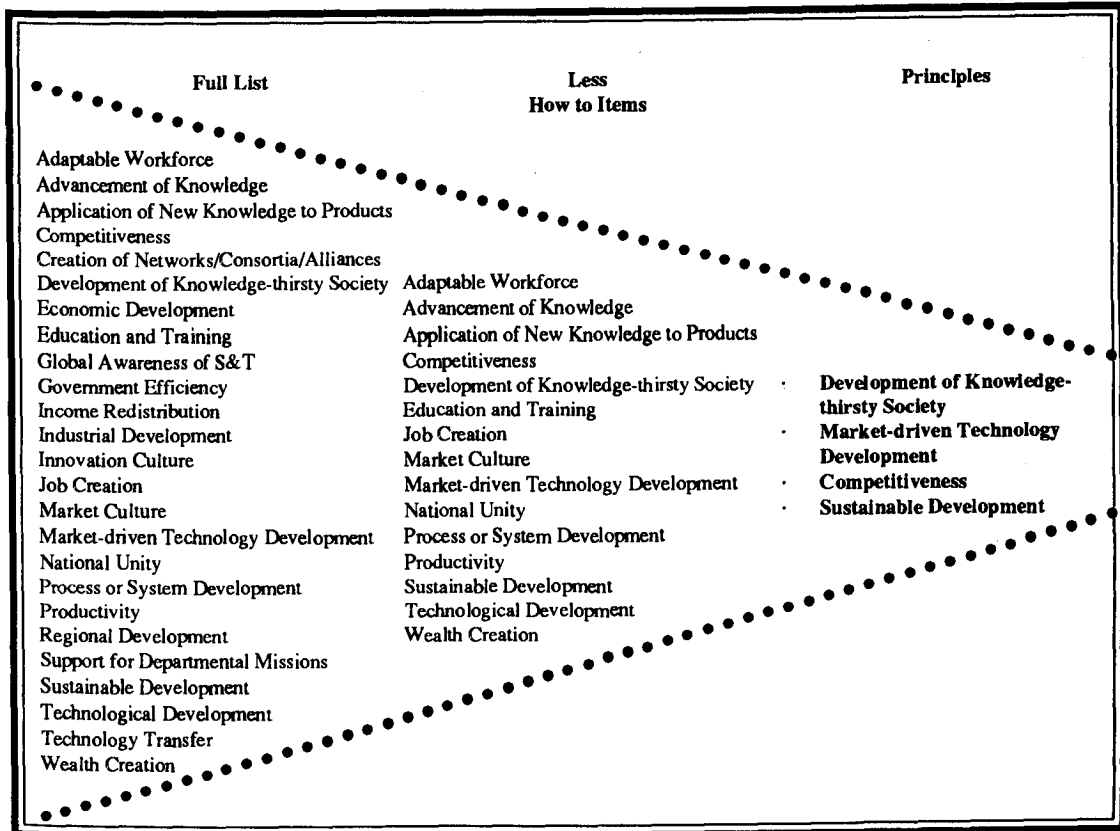 Full List
Adaptable Workforce
Advancement of Knowledge
Application of New Knowledge to Products
Competitiveness
Creation of Networks/Consortia/Alliances
Development of Knowledge-thirsty Society
Economic Development
Education and Training
Global Awareness of S&T
Government Efficiency
Income Redistribution
Industrial Development
Innovation Culture
Job Creation
Market Culture
Market-driven Technology Development
National Unity
Process or System Development
Productivity
Regional Development
Support for Departmental Missions
Sustainable Development
Technological Development
Technology Transfer
Wealth Creation
Less
How to Items
Adaptable Workforce
Advancement of Knowledge
Application of New Knowledge to Products
Competitiveness
Development of Knowledge-thirsty Society
Education and Training
Job Creation
Market Culture
Market-driven Technology Development
National Unity
Process or System Development
Productivity
Sustainable Development
Technological Development
Wealth Creation
Principles
· Development of Knowledge-
thirsty Society
· Market-driven Technology
Development
· Competitiveness
· Sustainable Development